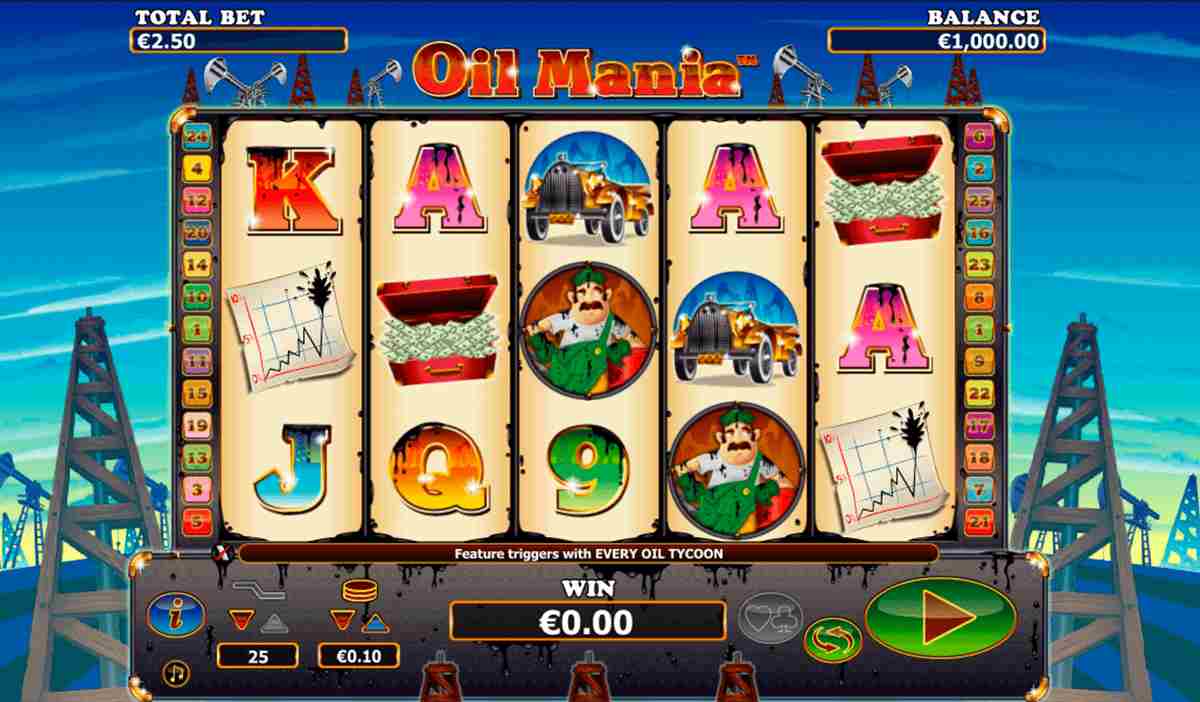 TOTAL BET
€2.50
BALANCE
€1,000.00
Oil Mania™
24
4
12
20
14
10
1
11
15
19
13
3
5
K
A
A
A
J
Q
9
6
2
25
16
23
8
1
9
22
17
18
7
21
Feature triggers with EVERY OIL TYCOON
WIN
€0.00
25
€0.10